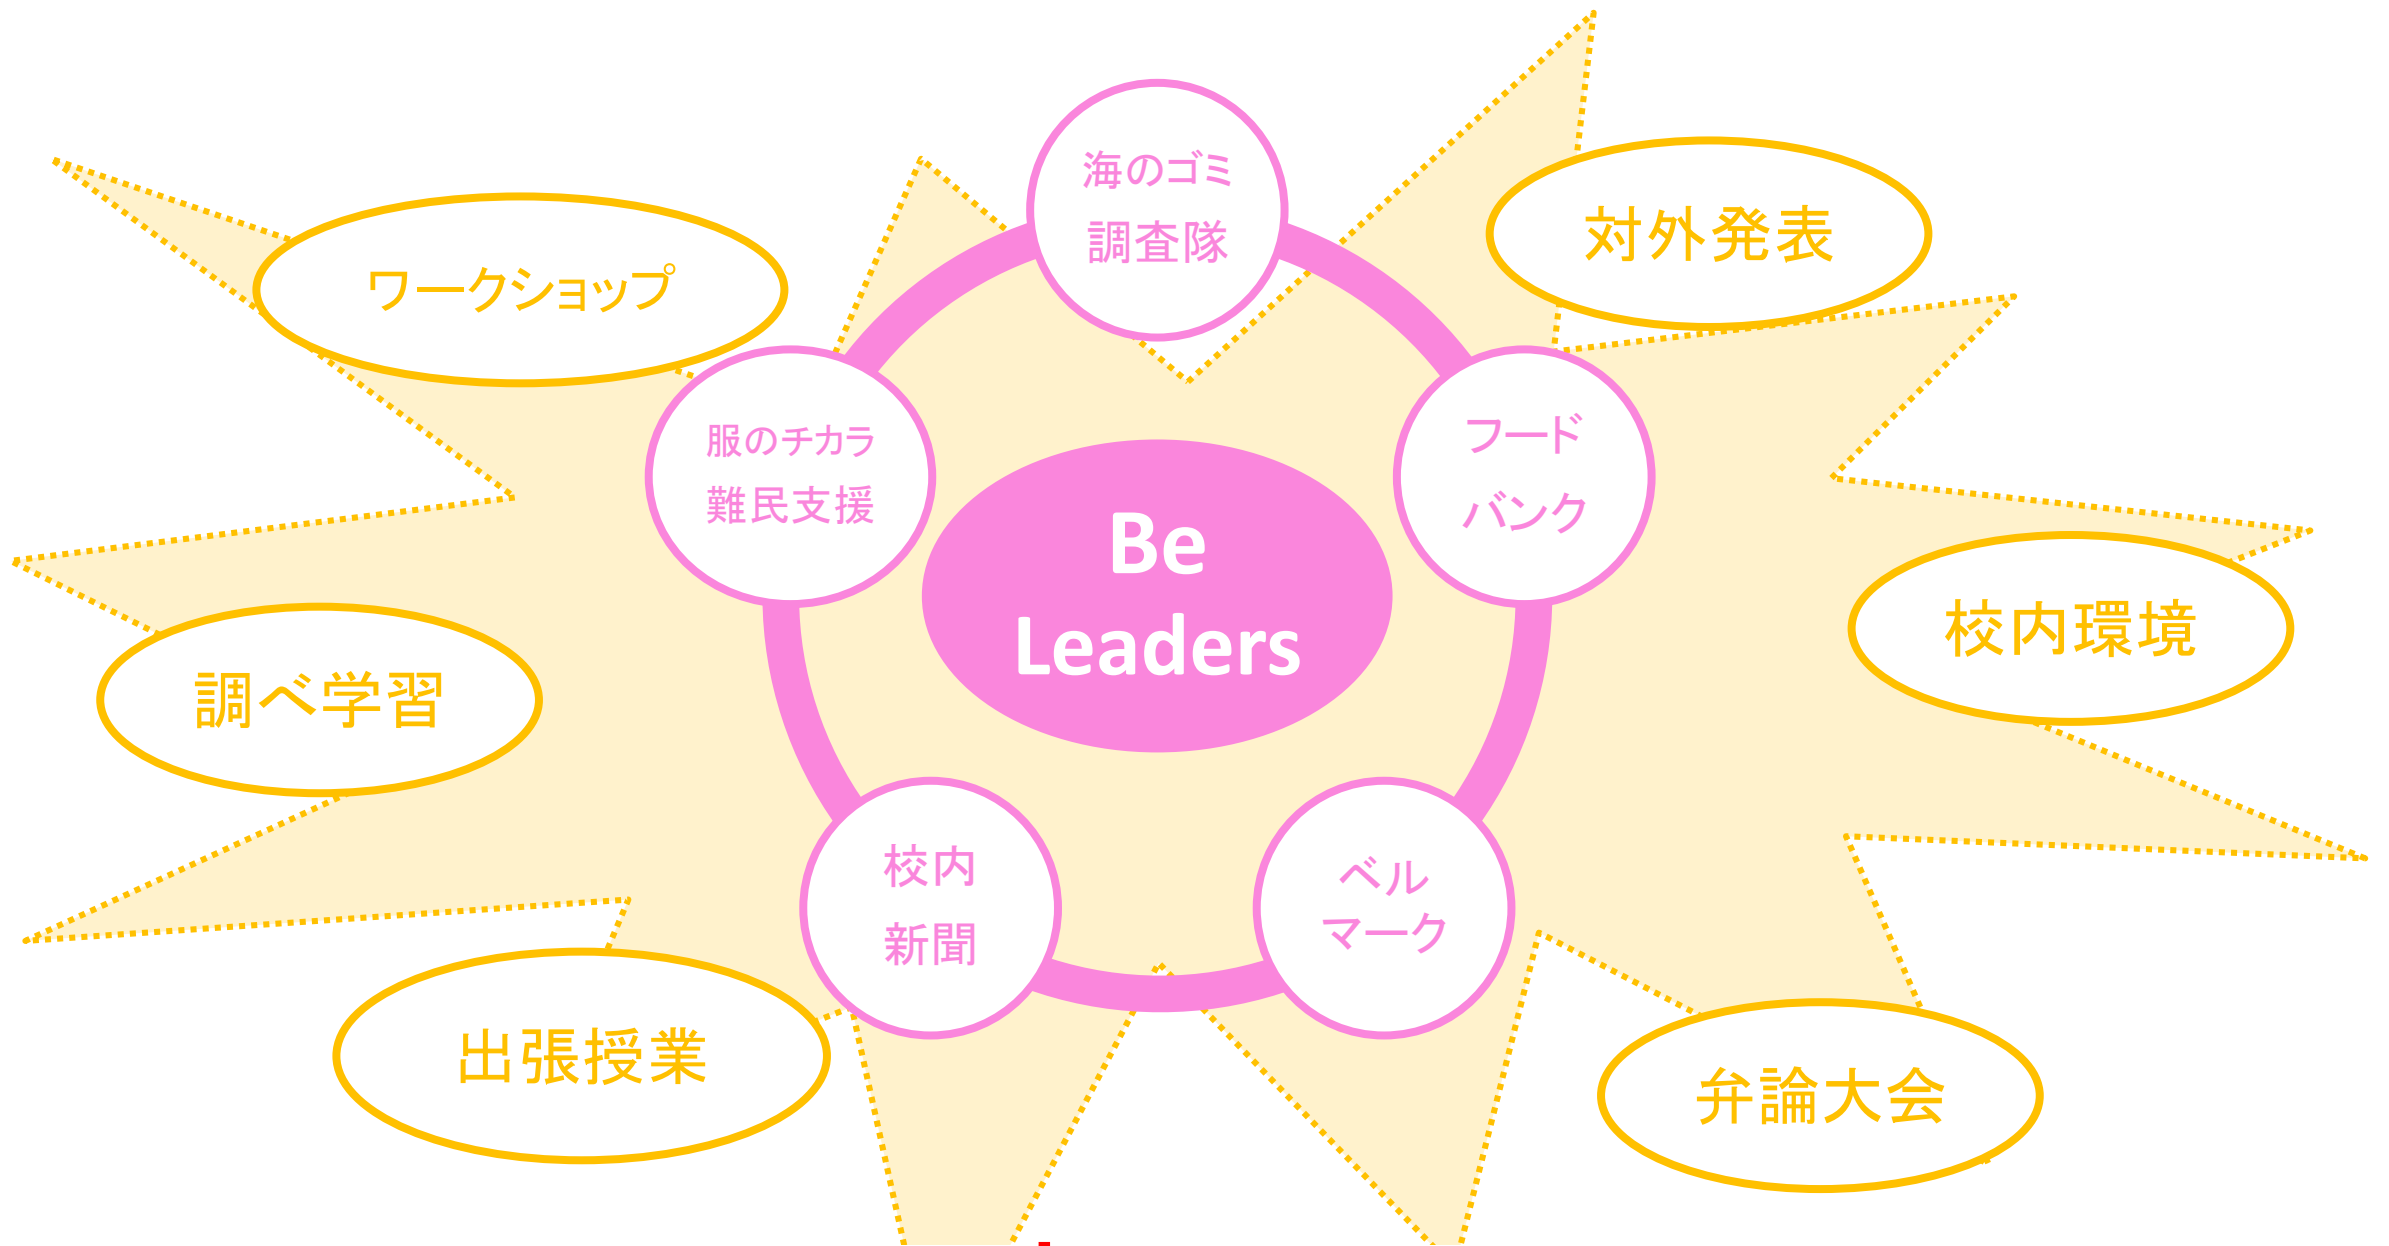 海のゴミ
調査隊
対外発表
ワークショップ
服のチカラ
難民支援
フード
バンク
Be
Leaders
校内環境
調べ学習
校内
新聞
ベル
マーク
出張授業
弁論大会